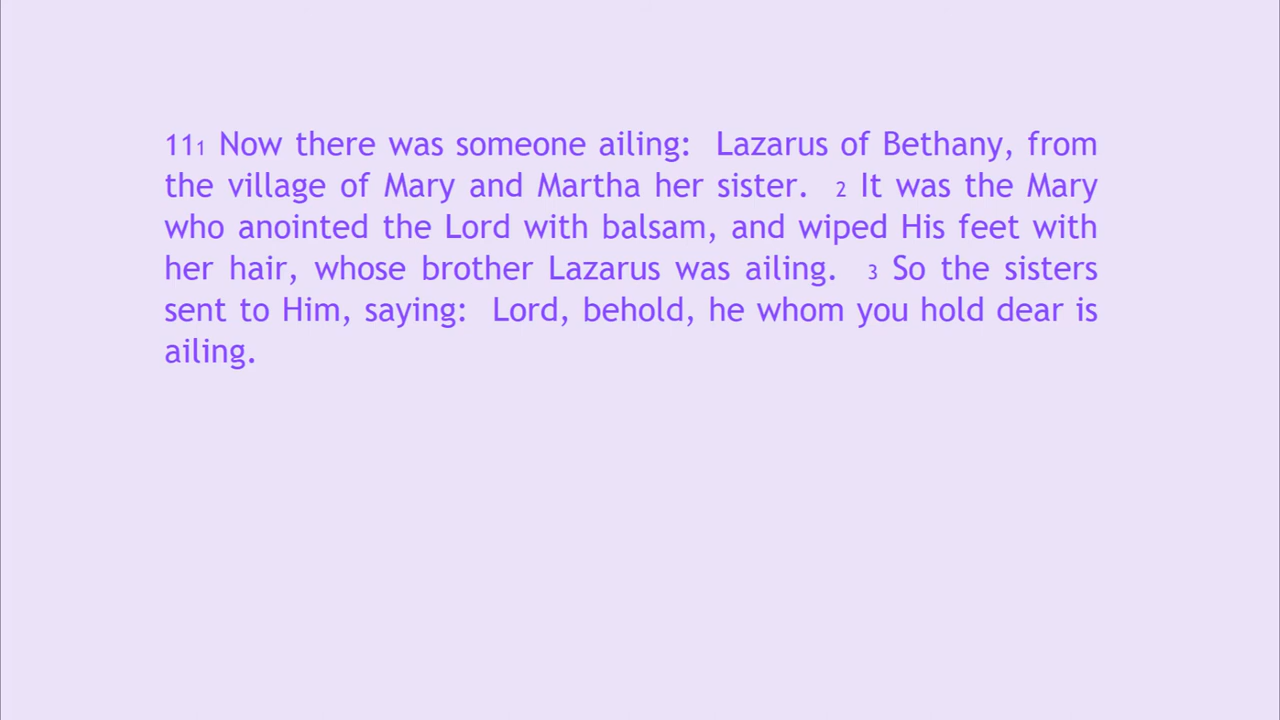 11 1 Now there was someone ailing: Lazarus of Bethany, from
the village of Mary and Martha her sister. 2 It was the Mary
who anointed the Lord with balsam, and wiped His feet with
her hair, whose brother Lazarus was ailing. 3 So the sisters
sent to Him, saying: Lord, behold, he whom you hold dear is
ailing.